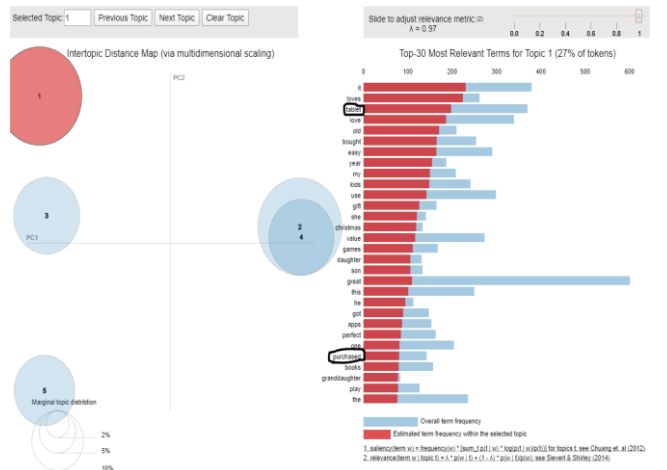 Selected Topic: 1 Previous Topic Next Topic Clear Topic
Slide to adjust relevance metric:(2)
λ = 0.97
0.0 0.2 0.4 0.6 0.8 1
Intertopic Distance Map (via multidimensional scaling)
PC2
PC1
1
3
2
4
5
Marginal topic distribtion
2%
5%
10%
Top-30 Most Relevant Terms for Topic 1 (27% of tokens)
0 100 200 300 400 500 600
it
loves
tablet
love
old
bought
easy
year
my
kids
use
gift
she
christmas
value
games
daughter
son
great
this
he
got
apps
perfect
one
purchased
books
granddaughter
play
the
Overall term frequency
Estimated term frequency within the selected topic
1. saliency(term w) = frequency(w) * [sum_t p(t | w) * log(p(t | w)/p(t))] for topics t; see Chuang et. al (2012)
2. relevance(term w | topic t) = λ * p(w | t) + (1 - λ) * p(w | t)/p(w); see Sievert & Shirley (2014)